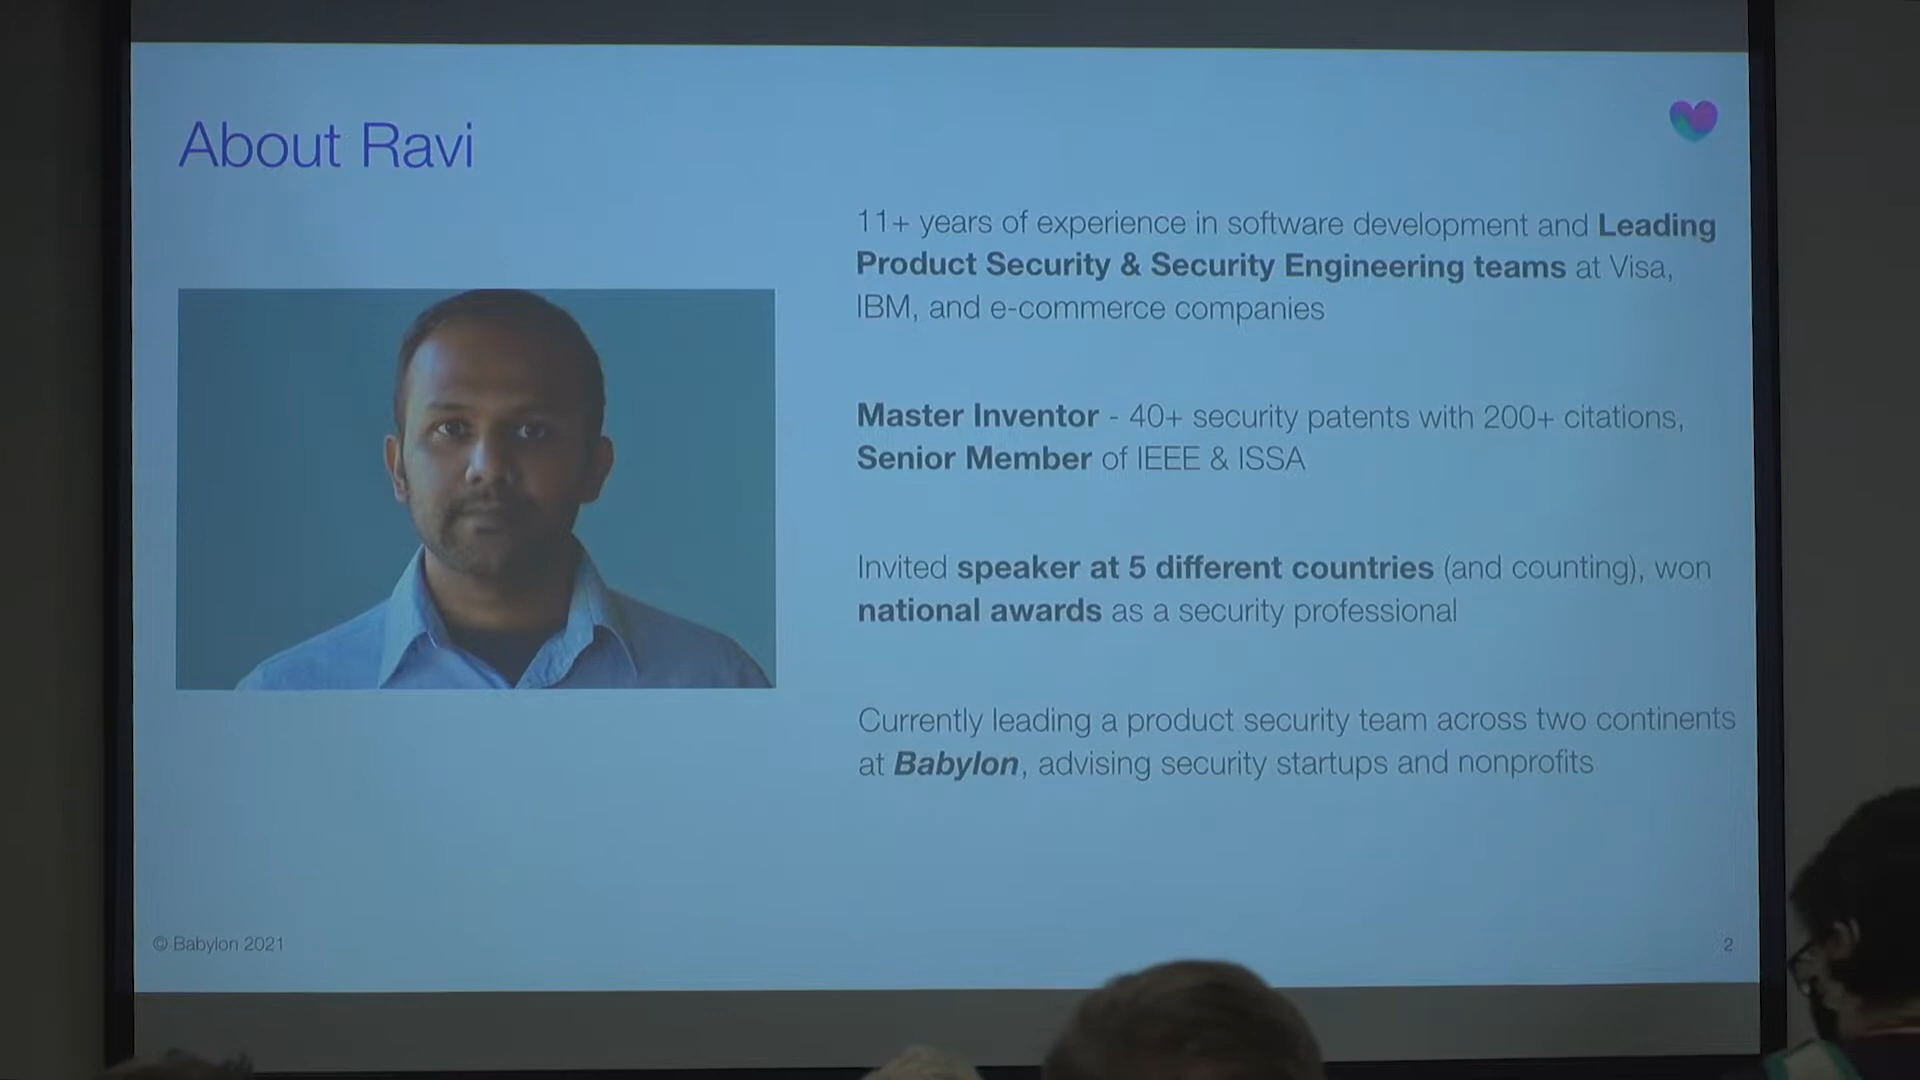 About Ravi
11+ years of experience in software development and Leading
Product Security & Security Engineering teams at Visa,
IBM, and e-commerce companies
Master Inventor - 40+ security patents with 200+ citations,
Senior Member of IEEE & ISSA
Invited speaker at 5 different countries (and counting), won
national awards as a security professional
Currently leading a product security team across two continents
at Babylon, advising security startups and nonprofits
© Babylon 2021
2